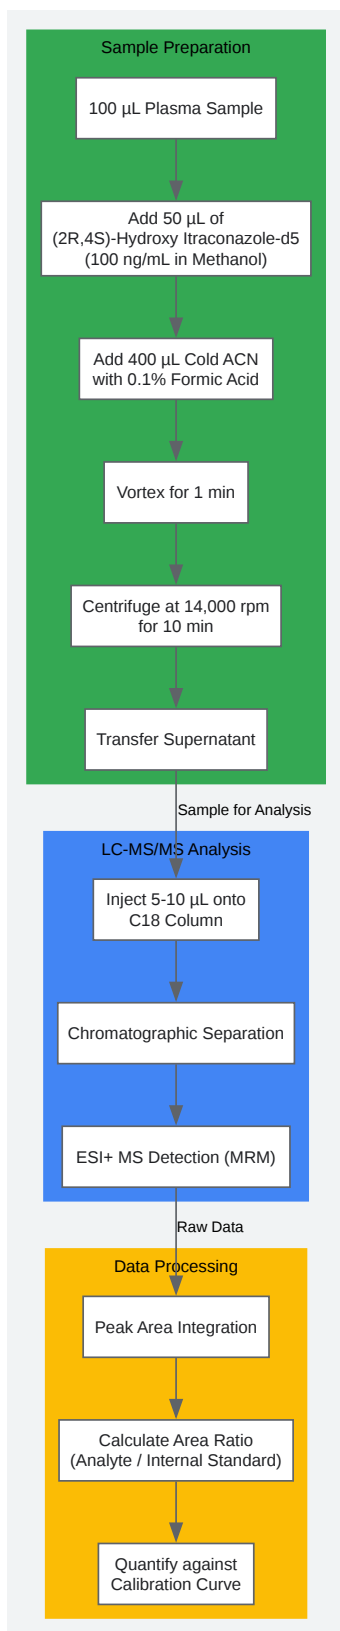 Sample Preparation
100 µL Plasma Sample
Add 50 µL of
(2R,4S)-Hydroxy Itraconazole-d5
(100 ng/mL in Methanol)
Add 400 µL Cold ACN
with 0.1% Formic Acid
Vortex for 1 min
Centrifuge at 14,000 rpm
for 10 min
Transfer Supernatant
Sample for Analysis
LC-MS/MS Analysis
Inject 5-10 µL onto
C18 Column
Chromatographic Separation
ESI+ MS Detection (MRM)
Raw Data
Data Processing
Peak Area Integration
Calculate Area Ratio
(Analyte / Internal Standard)
Quantify against
Calibration Curve